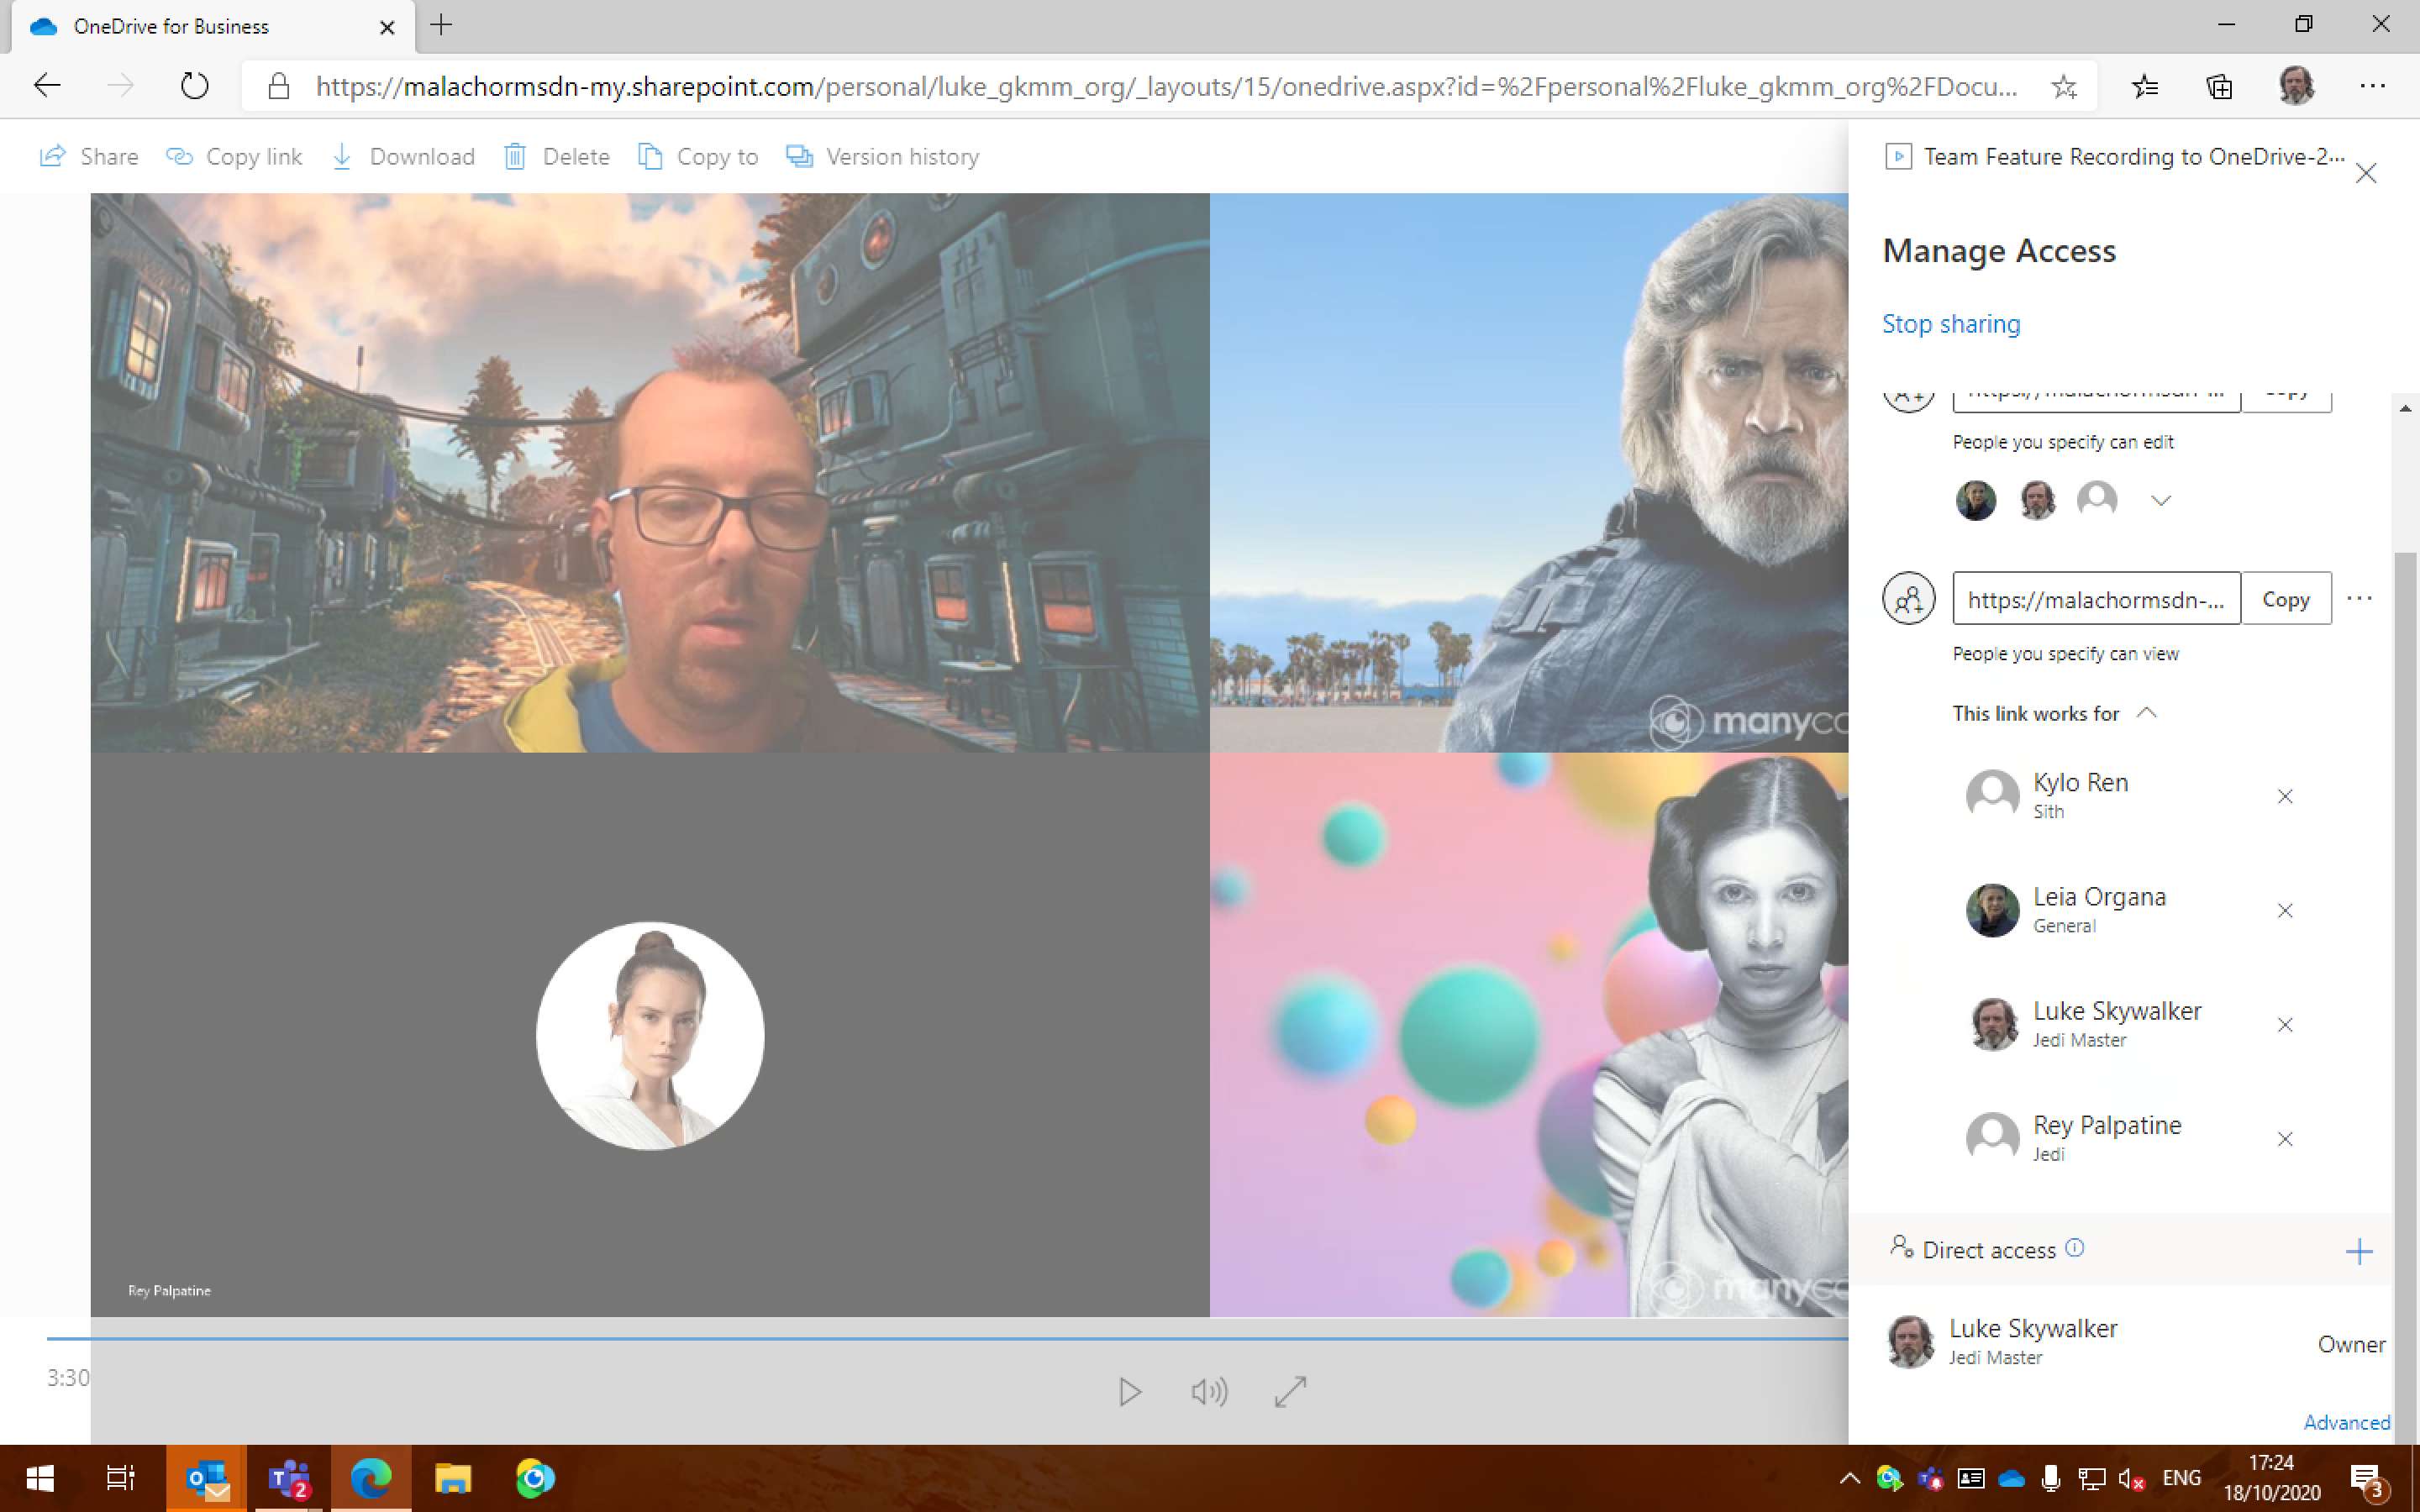 OneDrive for Business
https://malachormsdn-my.sharepoint.com/personal/luke_gkmm_org/_layouts/15/onedrive.aspx?id=%2Fpersonal%2Fluke_gkmm_org%2FDocu...
Share
Copy link
Download
Delete
Copy to
Version history
Team Feature Recording to OneDrive-2...
Manage Access
Stop sharing
People you specify can edit
https://malachormsdn-...
Copy
People you specify can view
This link works for
Kylo Ren
Sith
Leia Organa
General
Luke Skywalker
Jedi Master
Rey Palpatine
Jedi
Direct access
Luke Skywalker
Jedi Master
Owner
Advanced
manyc
manyc
Rey Palpatine
3:30
2
ENG
17:24
18/10/2020
3